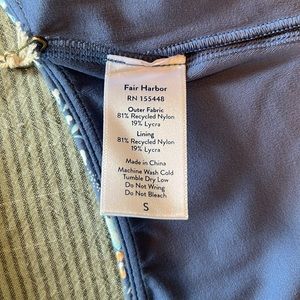 Fair Harbor
RN 155448
Outer Fabric
81% Recycled Nylon
19% Lycra
Lining
81% Recycled Nylon
19% Lycra
Made in China
Machine Wash Cold
Tumble Dry Low
Do Not Wring
Do Not Bleach
S